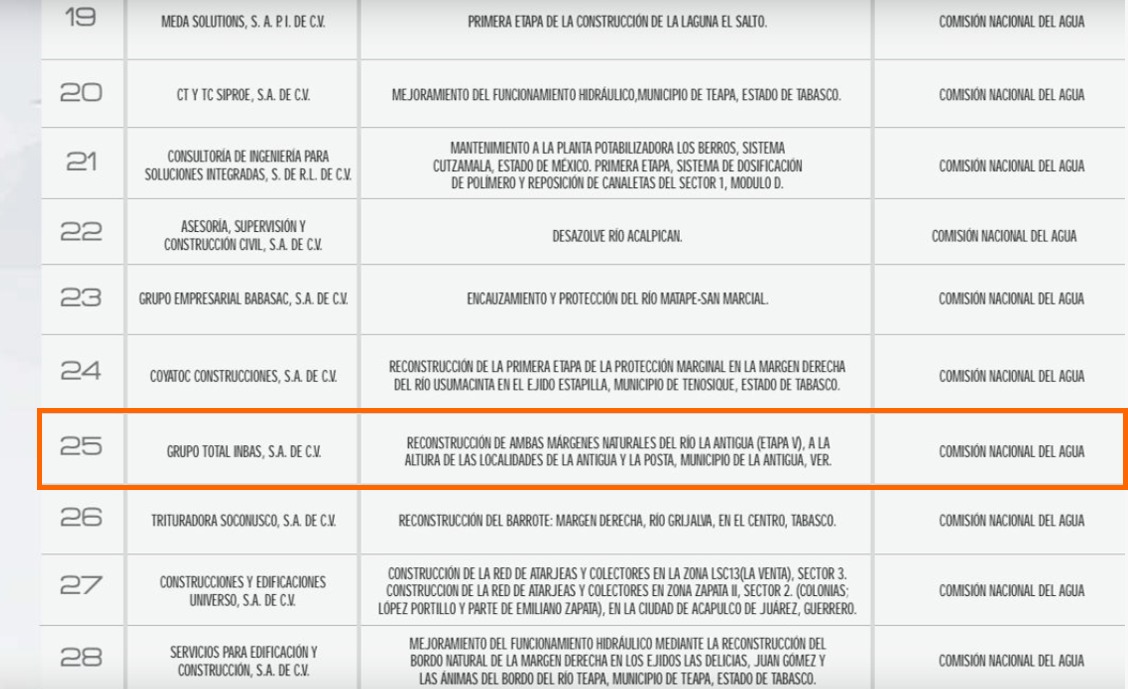 19
MEDA SOLUTIONS, S. A. P.I. DE C.V.
PRIMERA ETAPA DE LA CONSTRUCCIÓN DE LA LAGUNA EL SALTO.
COMISIÓN NACIONAL DEL AGUA
20
CT Y TC SIPROE, S.A. DE C.V.
MEJORAMIENTO DEL FUNCIONAMIENTO HIDRÁULICO,MUNICIPIO DE TEAPA, ESTADO DE TABASCO.
COMISIÓN NACIONAL DEL AGUA
21
CONSULTORÍA DE INGENIERÍA PARA
SOLUCIONES INTEGRADAS, S. DE R.L. DE C.V.
MANTENIMIENTO A LA PLANTA POTABILIZADORA LOS BERROS, SISTEMA
CUTZAMALA, ESTADO DE MÉXICO. PRIMERA ETAPA, SISTEMA DE DOSIFICACIÓN
DE POLÍMERO Y REPOSICIÓN DE CANALETAS DEL SECTOR 1, MODULO D.
COMISIÓN NACIONAL DEL AGUA
22
ASESORÍA, SUPERVISIÓN Y
CONSTRUCCIÓN CIVIL, S.A. DE C.V.
DESAZOLVE RÍO ACALPICAN.
COMISIÓN NACIONAL DEL AGUA
23
GRUPO EMPRESARIAL BABASAC, S.A. DE C.V.
ENCAUZAMIENTO Y PROTECCIÓN DEL RÍO MATAPE-SAN MARCIAL.
COMISIÓN NACIONAL DEL AGUA
24
COYATOC CONSTRUCCIONES, S.A. DE C.V.
RECONSTRUCCIÓN DE LA PRIMERA ETAPA DE LA PROTECCIÓN MARGINAL EN LA MARGEN DERECHA
DEL RÍO USUMACINTA EN EL EJIDO ESTAPILLA, MUNICIPIO DE TENOSIQUE, ESTADO DE TABASCO.
COMISIÓN NACIONAL DEL AGUA
25
GRUPO TOTAL INBAS, S.A. DE C.V.
RECONSTRUCCIÓN DE AMBAS MÁRGENES NATURALES DEL RÍO LA ANTIGUA (ETAPA V), A LA
ALTURA DE LAS LOCALIDADES DE LA ANTIGUA Y LA POSTA, MUNICIPIO DE LA ANTIGUA, VER.
COMISIÓN NACIONAL DEL AGUA
26
TRITURADORA SOCONUSCO, S.A. DE C.V.
RECONSTRUCCIÓN DEL BARROTE: MARGEN DERECHA, RÍO GRIJALVA, EN EL CENTRO, TABASCO.
COMISIÓN NACIONAL DEL AGUA
27
CONSTRUCCIONES Y EDIFICACIONES
UNIVERSO, S.A. DE C.V.
CONSTRUCCIÓN DE LA RED DE ATARJEAS Y COLECTORES EN LA ZONA LSC13(LA VENTA), SECTOR 3.
CONSTRUCCION DE LA RED DE ATARJEAS Y COLECTORES EN ZONA ZAPATA II, SECTOR 2. (COLONIAS;
LÓPEZ PORTILLO Y PARTE DE EMILIANO ZAPATA), EN LA CIUDAD DE ACAPULCO DE JUÁREZ, GUERRERO.
COMISIÓN NACIONAL DEL AGUA
28
SERVICIOS PARA EDIFICACIÓN Y
CONSTRUCCIÓN, S.A. DE C.V.
MEJORAMIENTO DEL FUNCIONAMIENTO HIDRÁULICO MEDIANTE LA RECONSTRUCCIÓN DEL
BORDO NATURAL DE LA MARGEN DERECHA EN LOS EJIDOS LAS DELICIAS, JUAN GÓMEZ Y
LAS ÁNIMAS DEL BORDO DEL RÍO TEAPA, MUNICIPIO DE TEAPA, ESTADO DE TABASCO.
COMISIÓN NACIONAL DEL AGUA